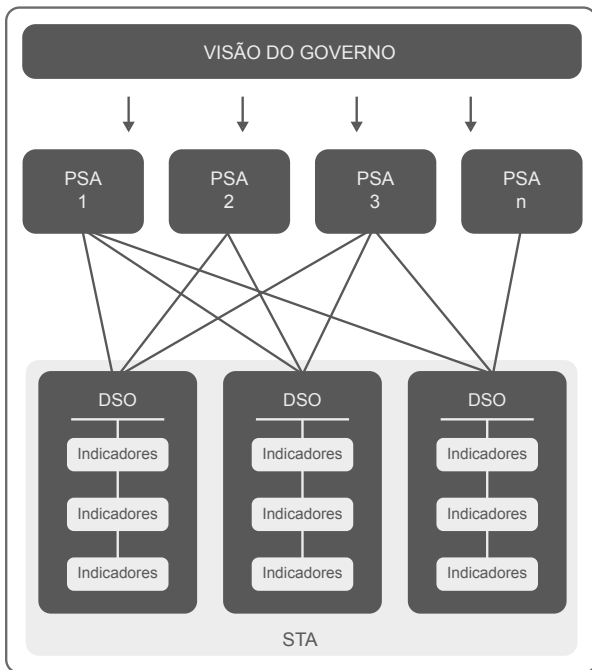 VISÃO DO GOVERNO
PSA
1
PSA
2
PSA
3
PSA
n
DSO
Indicadores
Indicadores
Indicadores
DSO
Indicadores
Indicadores
Indicadores
DSO
Indicadores
Indicadores
Indicadores
STA